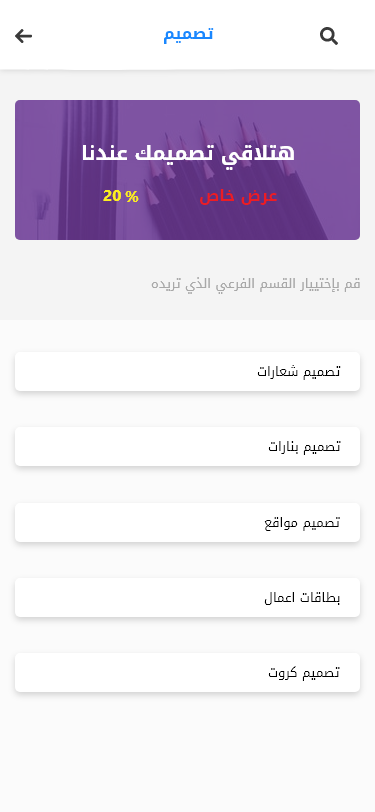 تصميم
هتلاقي تصميمك عندنا
عرض خاص 20 %
قم بإختييار القسم الفرعي الذي تريده
تصميم شعارات
تصميم بنارات
تصميم مواقع
بطاقات اعمال
تصميم كروت